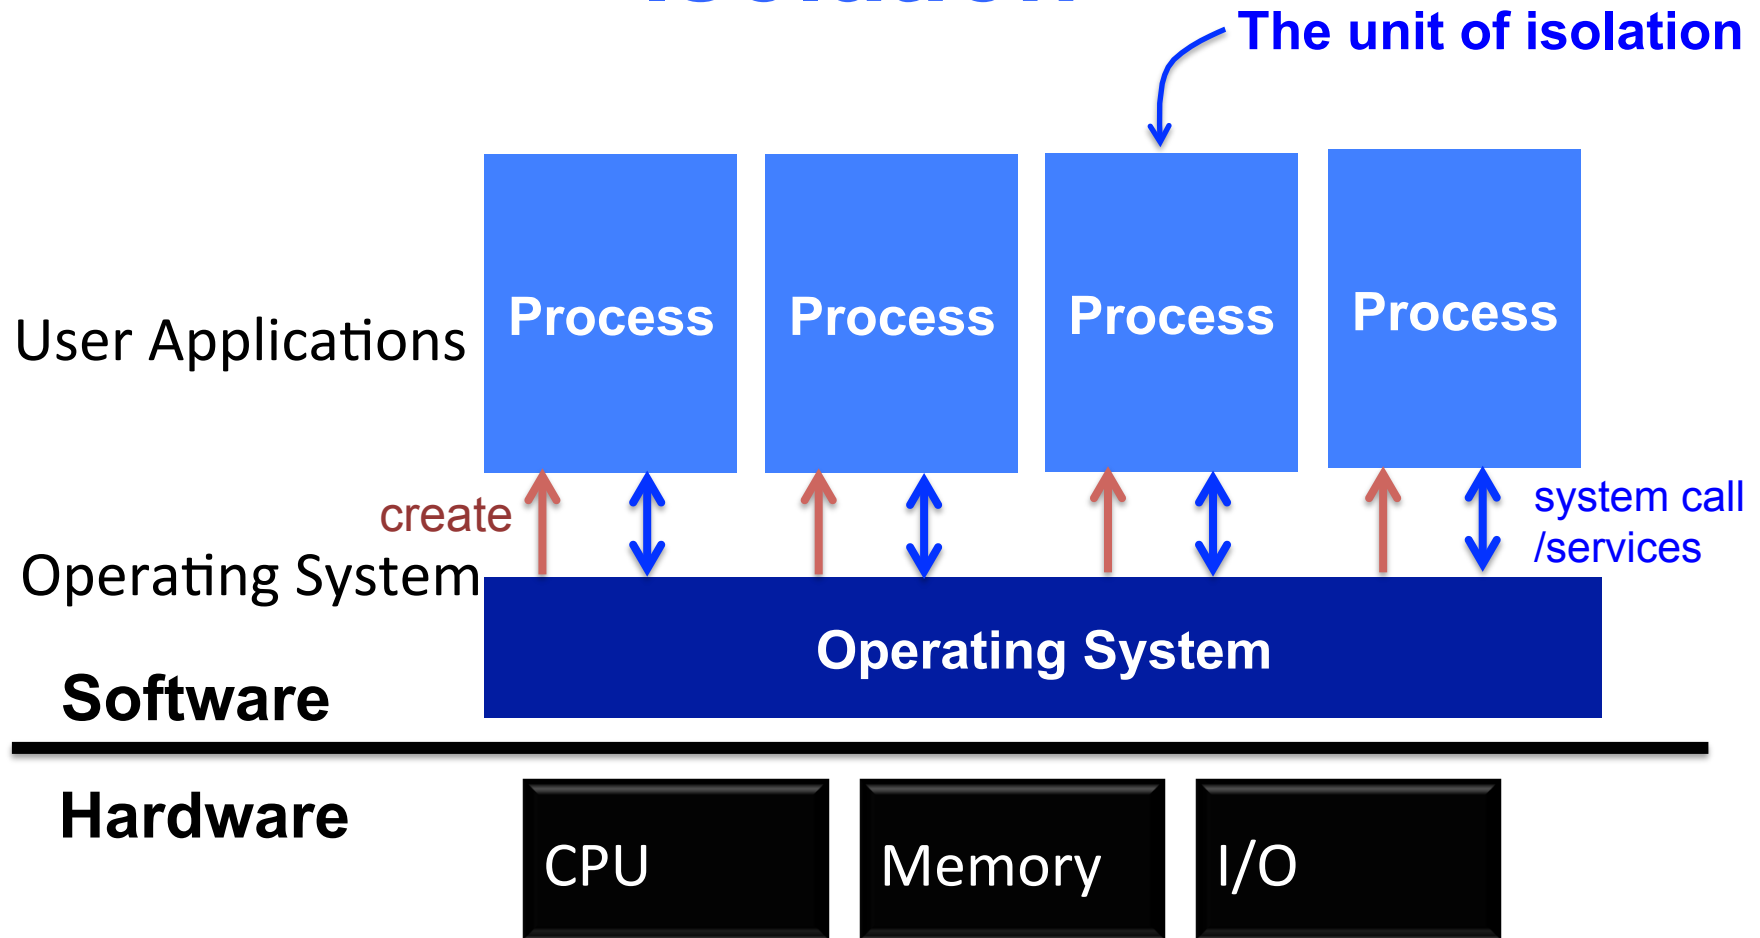 Isolation
The unit of isolation
Process
Process
Process
Process
User Applications
create
system call
/services
Operating System
Operating System
Software
Hardware
CPU
Memory
I/O